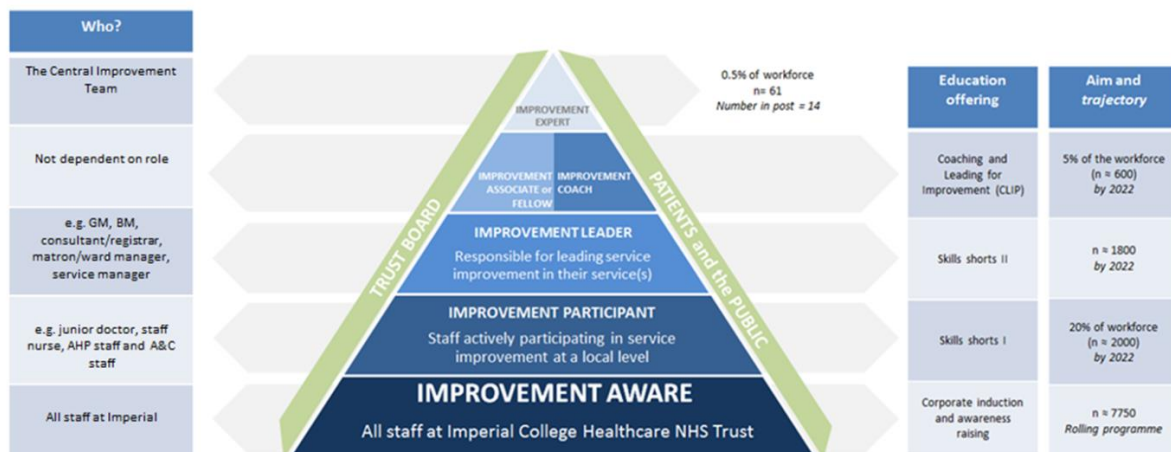 Who?
The Central Improvement
Team
Not dependent on role
e.g. GM, BM,
consultant/registrar,
matron/ward manager,
service manager
e.g. junior doctor, staff
nurse, AHP staff and A&C
staff
All staff at Imperial
TRUST BOARD
IMPROVEMENT
EXPERT
IMPROVEMENT
ASSOCIATE or
FELLOW
IMPROVEMENT
COACH
IMPROVEMENT LEADER
Responsible for leading service
improvement in their service(s)
IMPROVEMENT PARTICIPANT
Staff actively participating in service
improvement at a local level
IMPROVEMENT AWARE
All staff at Imperial College Healthcare NHS Trust
PATIENTS and the PUBLIC
0.5% of workforce
n= 61
Number in post = 14
Education
offering
Coaching and
Leading for
Improvement (CLIP)
Skills shorts II
Skills shorts I
Corporate induction
and awareness
raising
Aim and
trajectory
5% of the workforce
(n ≈ 600)
by 2022
n ≈ 1800
by 2022
20% of workforce
(n ≈ 2000)
by 2022
n ≈ 7750
Rolling programme